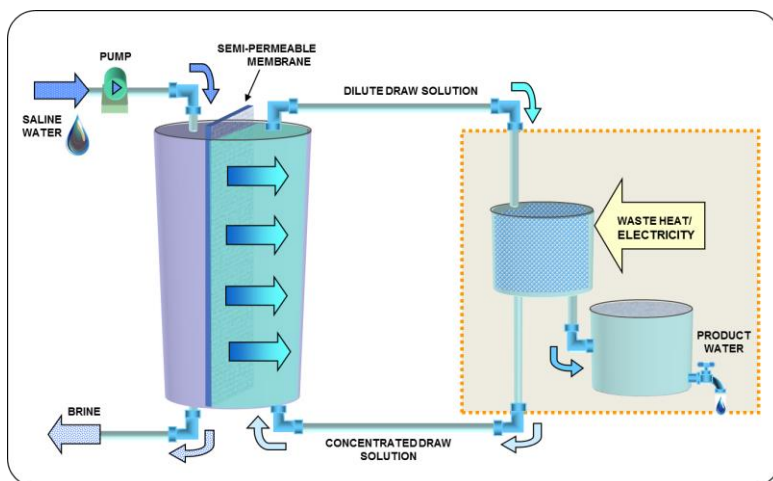 PUMP
SEMI-PERMEABLE
MEMBRANE
SALINE
WATER
DILUTE DRAW SOLUTION
WASTE HEAT/
ELECTRICITY
PRODUCT
WATER
BRINE
CONCENTRATED DRAW
SOLUTION